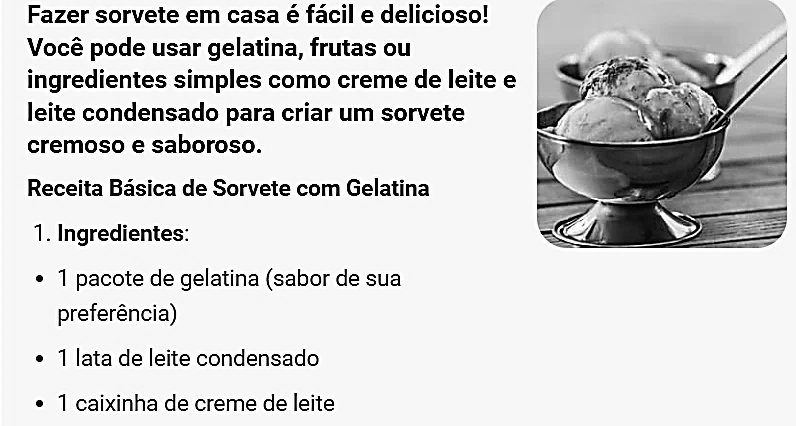 Fazer sorvete em casa é fácil e delicioso!
Você pode usar gelatina, frutas ou
ingredientes simples como creme de leite e
leite condensado para criar um sorvete
cremoso e saboroso.
Receita Básica de Sorvete com Gelatina
1. Ingredientes:
• 1 pacote de gelatina (sabor de sua
preferência)
• 1 lata de leite condensado
• 1 caixinha de creme de leite